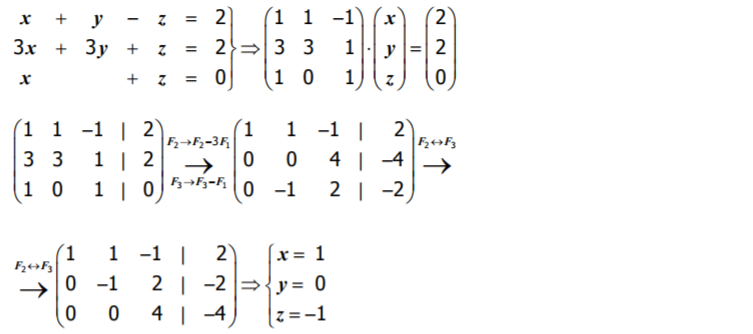 x + y - z = 2
3x + 3y + z = 2
x + z = 0
⇒ (1 1 -1
3 3 1
1 0 1) · (x
y
z) = (2
2
0)
(1 1 -1 | 2
3 3 1 | 2
1 0 1 | 0)
F₂→F₂-3F₁
→
F₃→F₃-F₁
(1 1 -1 | 2
0 0 4 | -4
0 -1 2 | -2)
F₂↔F₃
→
F₂↔F₃
→
(1 1 -1 | 2
0 -1 2 | -2
0 0 4 | -4)
⇒ { x = 1
y = 0
z = -1